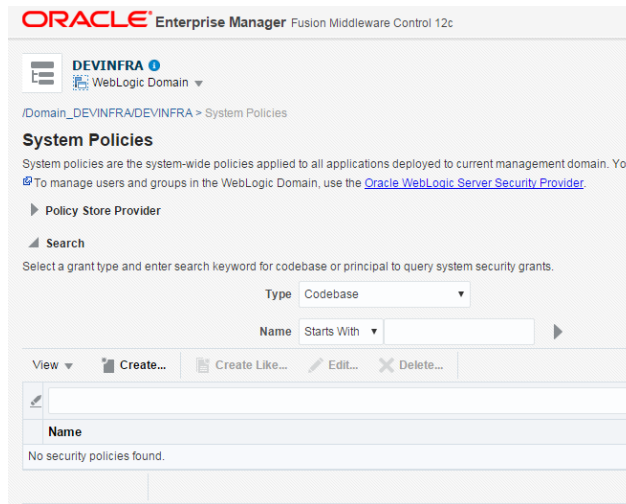 ORACLE Enterprise Manager Fusion Middleware Control 12c
DEVINFRA
WebLogic Domain
/Domain_DEVINFRA/DEVINFRA > System Policies
System Policies
System policies are the system-wide policies applied to all applications deployed to current management domain. Yo
To manage users and groups in the WebLogic Domain, use the Oracle WebLogic Server Security Provider.
Policy Store Provider
Search
Select a grant type and enter search keyword for codebase or principal to query system security grants.
Type Codebase
Name Starts With
View Create... Create Like... Edit... Delete...
Name
No security policies found.